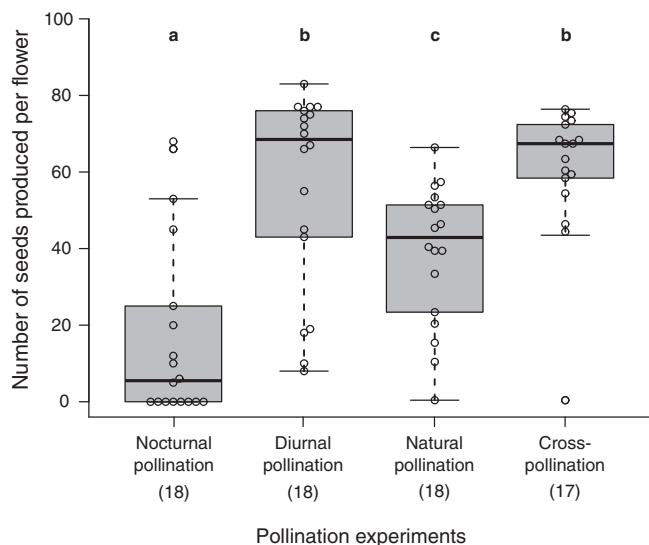 100
80
60
40
20
0
Number of seeds produced per flower
a b c b
Nocturnal pollination (18)
Diurnal pollination (18)
Natural pollination (18)
Cross-pollination (17)
Pollination experiments